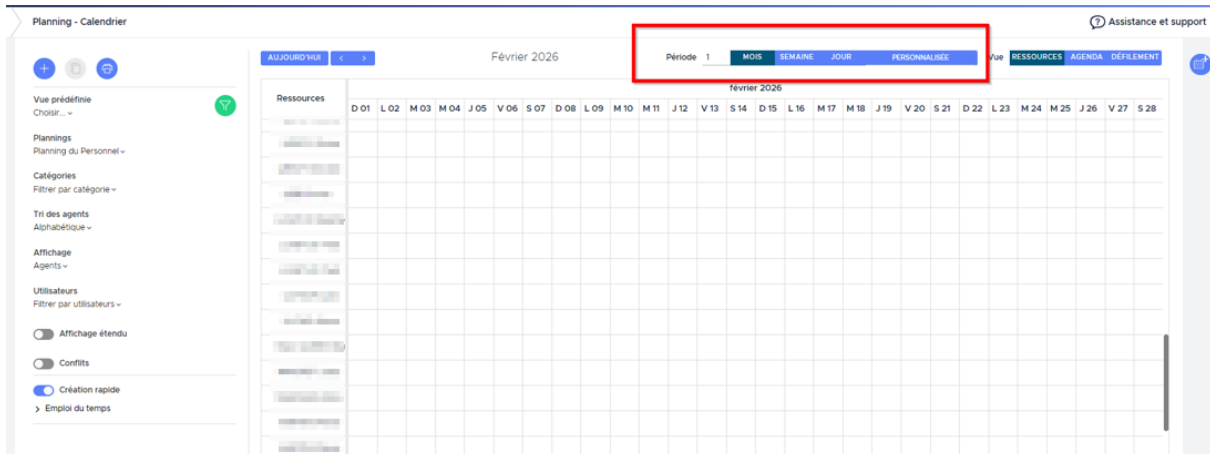 Planning - Calendrier
? Assistance et support
AUJOURD'HUI < >
Février 2026
Période 1 MOIS SEMAINE JOUR PERSONNALISÉE
Vue RESSOURCES AGENDA DÉFILEMENT
Vue prédéfinie
Choisir...
Plannings
Planning du Personnel
Catégories
Filtrer par catégorie
Tri des agents
Alphabétique
Affichage
Agents
Utilisateurs
Filtrer par utilisateurs
Affichage étendu
Conflits
Création rapide
> Emploi du temps
Ressources
février 2026
D 01 L 02 M 03 M 04 J 05 V 06 S 07 D 08 L 09 M 10 M 11 J 12 V 13 S 14 D 15 L 16 M 17 M 18 J 19 V 20 S 21 D 22 L 23 M 24 M 25 J 26 V 27 S 28